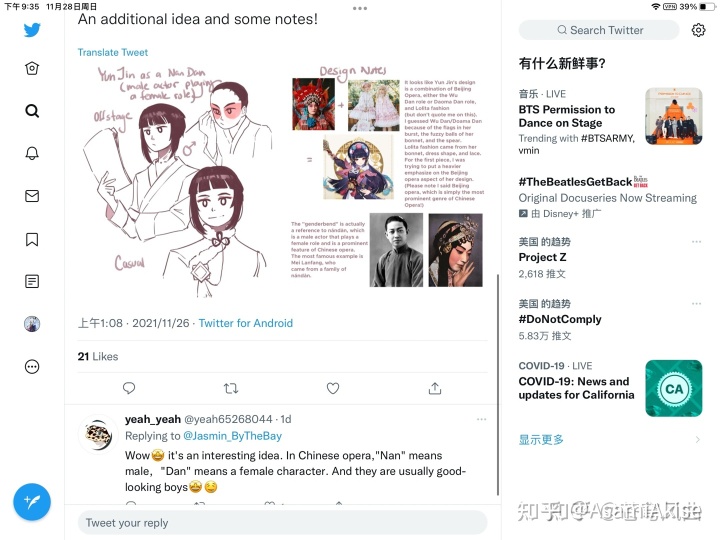 下午9:35 11月28日周日
VPN 39%
An additional idea and some notes!
Translate Tweet
Yun Jin as a Nan Dan
(male actor playing
a female role)
Off stage
Casual
Design Notes
It looks like Yun Jin's design
is a combination of Beijing
Opera, either the Wu
Dan role or Daoma Dan role,
and Lolita fashion
(but don't quote me on this).
I guessed Wu Dan/Doama Dan
because of the flags in her
burst, the fuzzy balls of her
bonnet, and the spear.
Lolita fashion came from her
bonnet, dress shape, and lace.
For the first piece, I was
trying to put a heavier
emphasise on the Beijing
opera aspect of her design.
(Please note I said Beijing
opera, which is simply the most
prominent genre of Chinese
Opera!)
The "genderbend" is actually
a reference to nándàn, which
is a male actor that plays a
female role and is a prominent
feature of Chinese opera.
The most famous example is
Mei Lanfang, who
came from a family of
nándàn.
上午1:08 · 2021/11/26 · Twitter for Android
21 Likes
yeah_yeah @yeah65268044 · 1d
Replying to @Jasmin_ByTheBay
Wow🤩 it's an interesting idea. In Chinese opera,"Nan" means
male，"Dan" means a female character. And they are usually good-
looking boys🤩☺️
Tweet your reply
Search Twitter
有什么新鲜事？
音乐 · LIVE
BTS Permission to
Dance on Stage
Trending with #BTSARMY,
vmin
#TheBeatlesGetBack
Original Docuseries Now Streaming
由 Disney+ 推广
美国 的趋势
Project Z
2,618 推文
美国 的趋势
#DoNotComply
5.83万 推文
COVID-19 · LIVE
COVID-19: News and
updates for California
CA
显示更多